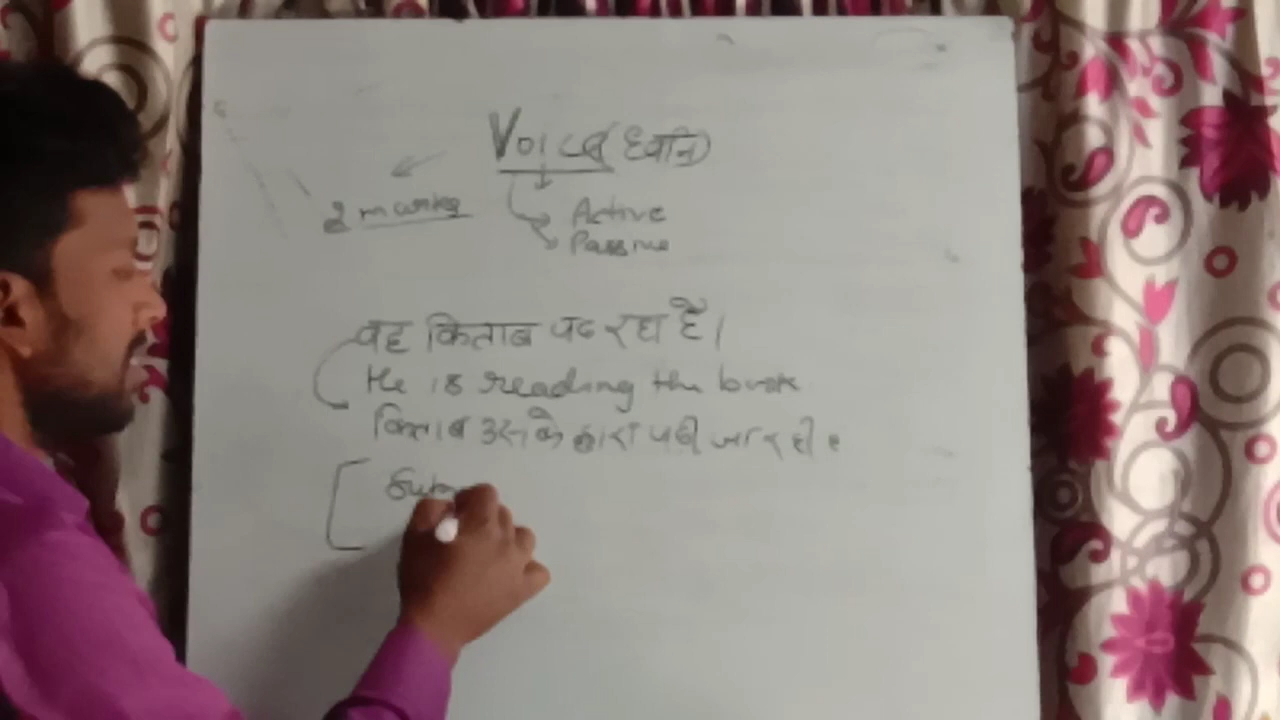 Voice (ध्वनि)
2 marks
Active
Passive
वह किताब पढ रहा है।
He is reading the book
किताब उसके द्वारा पढी जा रही है